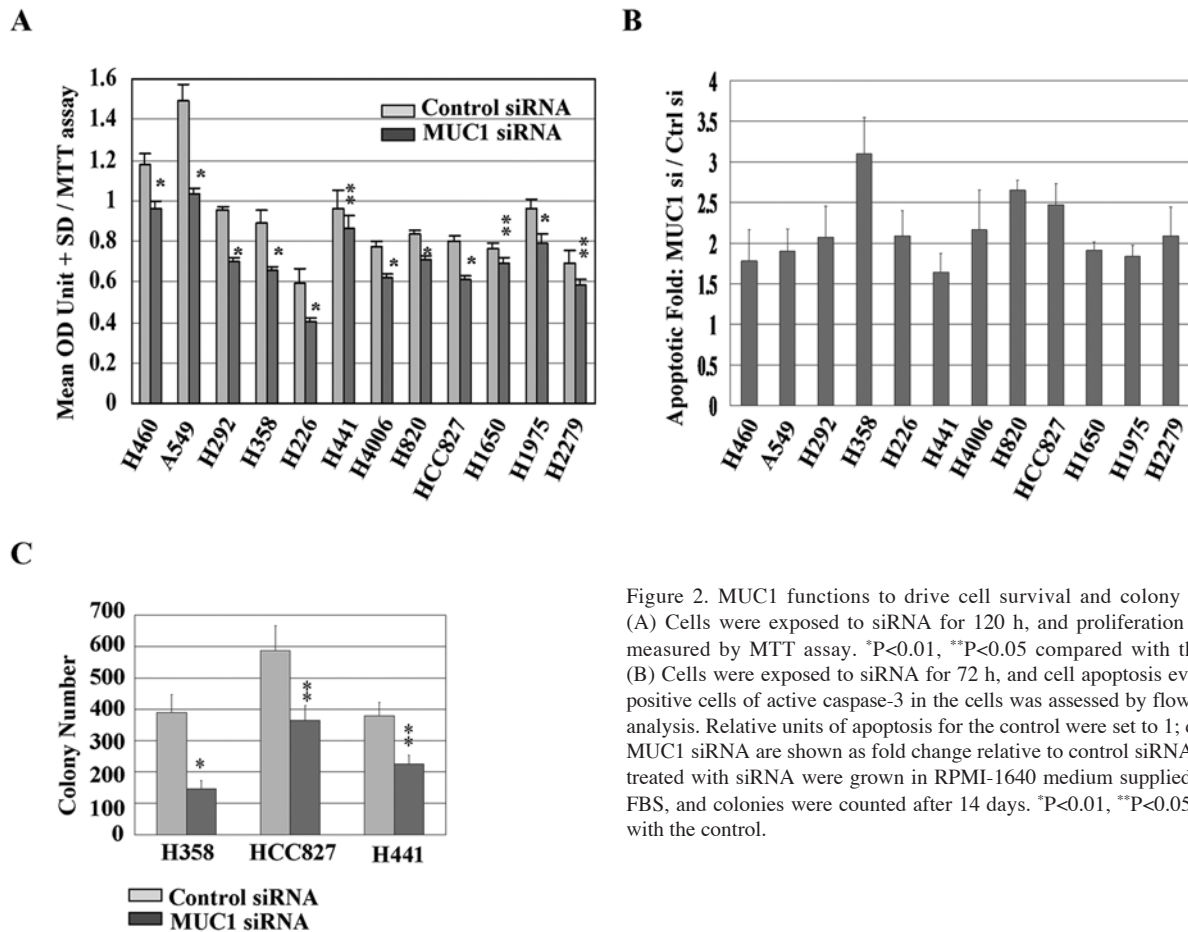 A
Mean OD Unit + SD / MTT assay
1.6
1.4
1.2
1
0.8
0.6
0.4
0.2
0
Control siRNA
MUC1 siRNA
*
*
*
*
*
**
*
*
*
**
*
**
H460
A549
H292
H358
H226
H441
H4006
H820
HCC827
H1650
H1975
H2279
B
Apoptotic Fold: MUC1 si / Ctrl si
4
3.5
3
2.5
2
1.5
1
0.5
0
H460
A549
H292
H358
H226
H441
H4006
H820
HCC827
H1650
H1975
H2279
C
Colony Number
700
600
500
400
300
200
100
0
*
**
**
H358
HCC827
H441
Control siRNA
MUC1 siRNA
Figure 2. MUC1 functions to drive cell survival and colony
(A) Cells were exposed to siRNA for 120 h, and proliferation
measured by MTT assay. *P<0.01, **P<0.05 compared with th
(B) Cells were exposed to siRNA for 72 h, and cell apoptosis ev
positive cells of active caspase-3 in the cells was assessed by flow
analysis. Relative units of apoptosis for the control were set to 1;
MUC1 siRNA are shown as fold change relative to control siRNA
treated with siRNA were grown in RPMI-1640 medium supplied
FBS, and colonies were counted after 14 days. *P<0.01, **P<0.05
with the control.